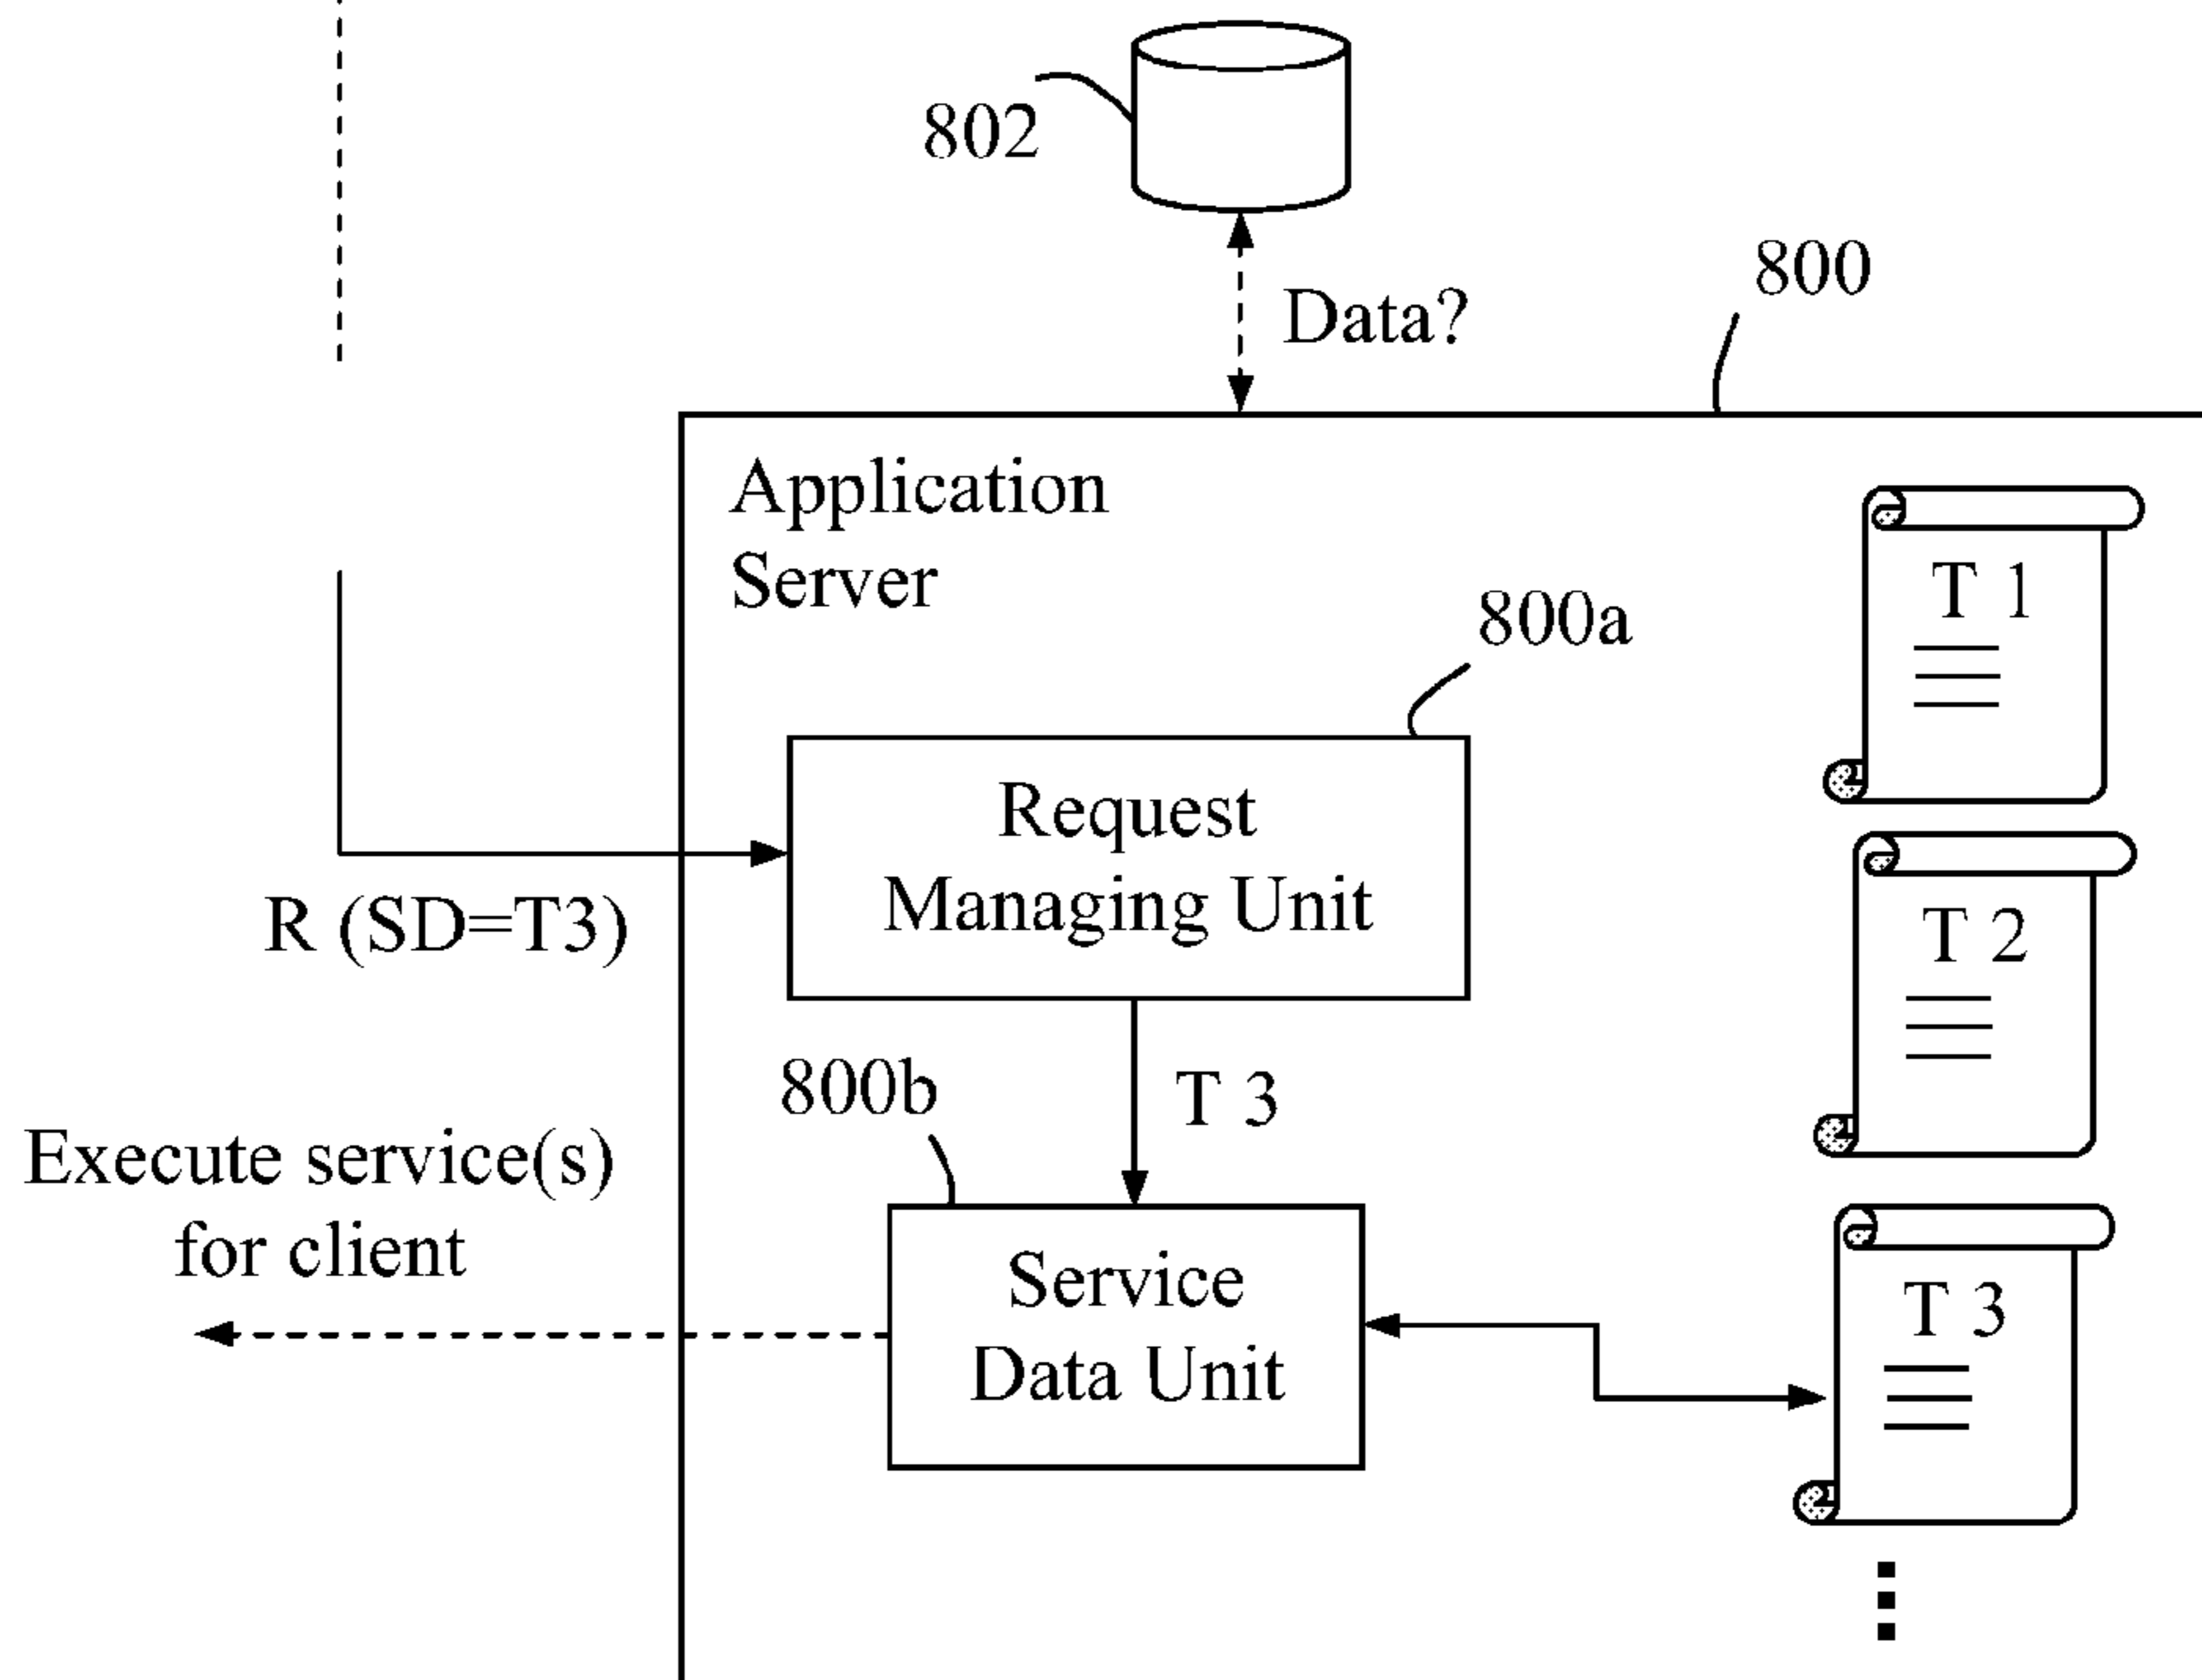 802
Data?
800
Application
Server
T 1
800a
Request
Managing Unit
R (SD=T3)
T 2
800b
T 3
Execute service(s)
for client
Service
Data Unit
T 3